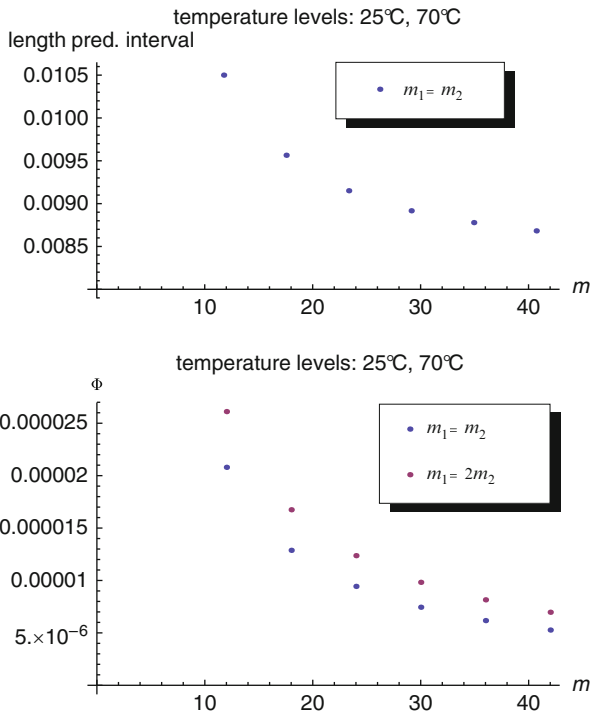 temperature levels: 25°C, 70°C
length pred. interval
0.0105
0.0100
0.0095
0.0090
0.0085
m₁= m₂
10 20 30 40 m
temperature levels: 25°C, 70°C
Φ
0.000025
0.00002
0.000015
0.00001
5.×10⁻⁶
m₁= m₂
m₁= 2m₂
10 20 30 40 m